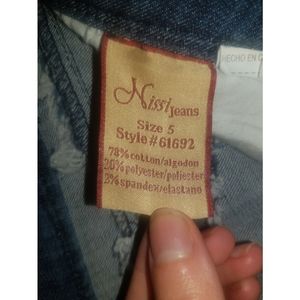 Nissi Jeans
Size 5
Style #61692
78% cotton/algodon
20% polyester/poliester
2% spandex/elastano
HECHO EN